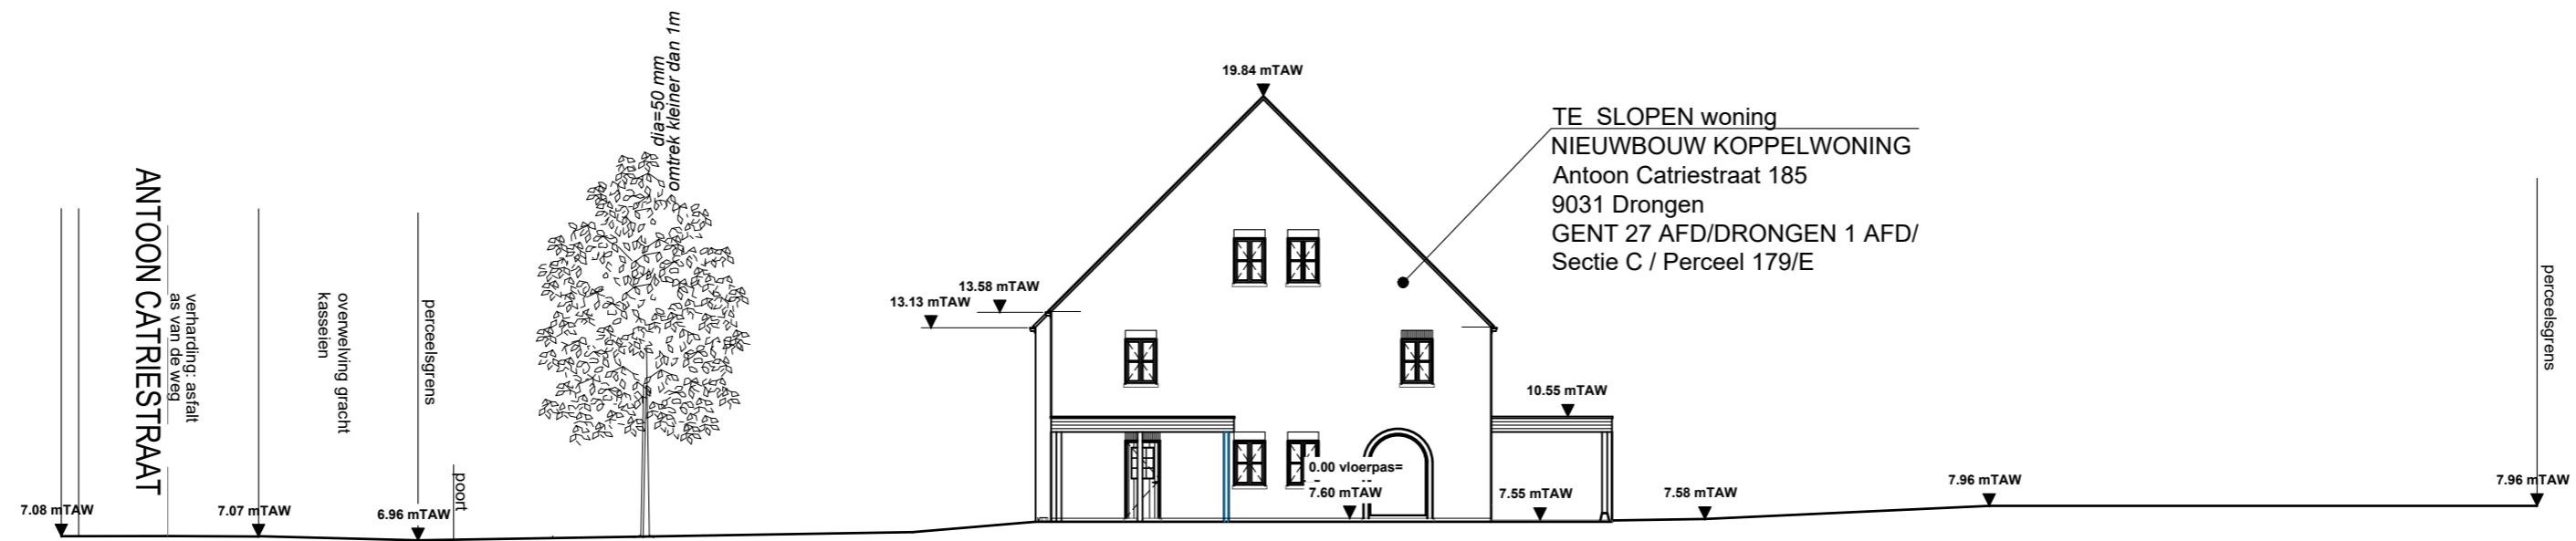 dia=50 mm
omtrek kleiner dan 1m
19.84 mTAW
TE SLOPEN woning
NIEUWBOUW KOPPELWONING
Antoon Catriestraat 185
9031 Drongen
GENT 27 AFD/DRONGEN 1 AFD/
Sectie C / Perceel 179/E
ANTOON CATRIESTRAAT
verharding: asfalt
as van de weg
overwelving gracht
kasseien
perceelsgrens
poort
13.58 mTAW
13.13 mTAW
10.55 mTAW
perceelsgrens
7.08 mTAW
7.07 mTAW
6.96 mTAW
0.00 vloerpas=
7.60 mTAW
7.55 mTAW
7.58 mTAW
7.96 mTAW
7.96 mTAW